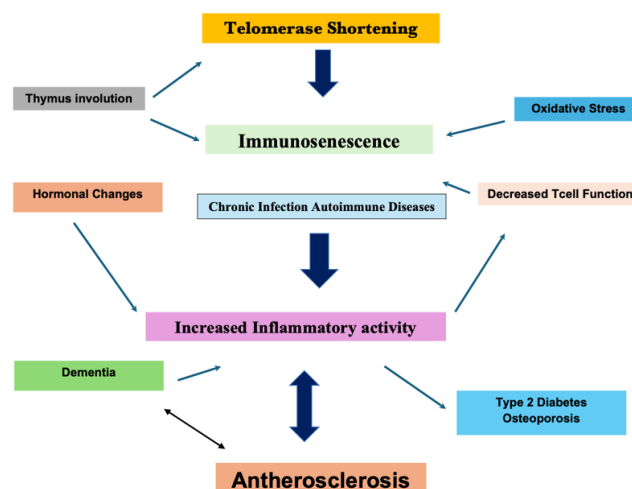 Telomerase Shortening
Thymus involution
Oxidative Stress
Immunosenescence
Hormonal Changes
Chronic Infection Autoimmune Diseases
Decreased Tcell Function
Increased Inflammatory activity
Dementia
Type 2 Diabetes
Osteoporosis
Antherosclerosis